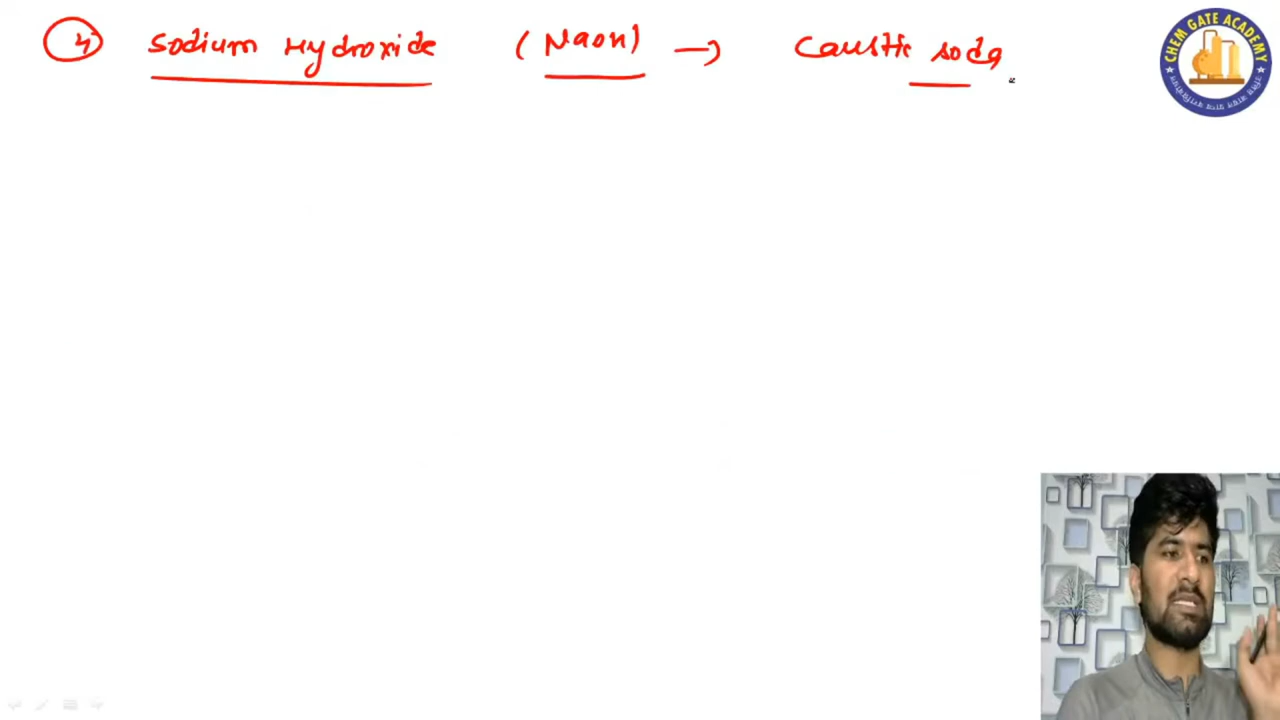 4 Sodium Hydroxide (NaOH) → Caustic soda
CHEM GATE ACADEMY